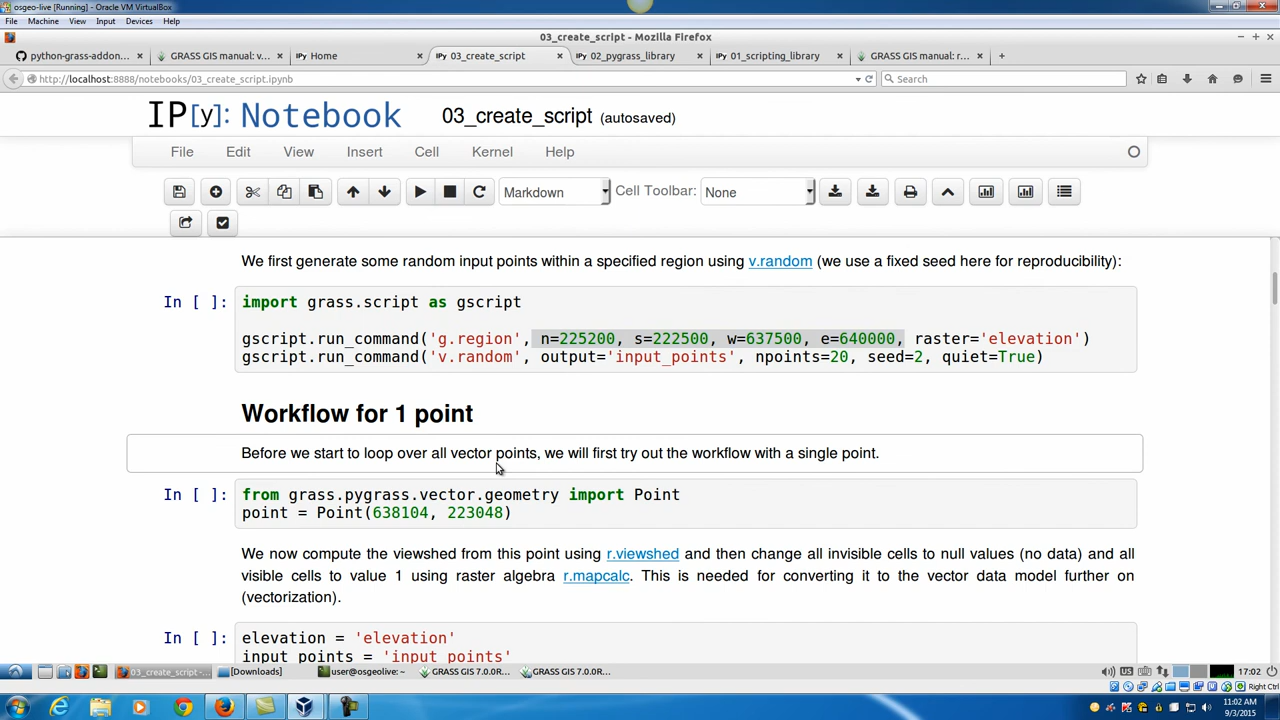 osgeo-live [Running] - Oracle VM VirtualBox
File Machine View Input Devices Help
03_create_script - Mozilla Firefox
python-grass-addon... GRASS GIS manual: v... Home 03_create_script 02_pygrass_library 01_scripting_library GRASS GIS manual: r...
http://localhost:8888/notebooks/03_create_script.ipynb Search
IP[y]: Notebook 03_create_script (autosaved)
File Edit View Insert Cell Kernel Help
Markdown Cell Toolbar: None
We first generate some random input points within a specified region using v.random (we use a fixed seed here for reproducibility):
In [ ]: import grass.script as gscript
gscript.run_command('g.region', n=225200, s=222500, w=637500, e=640000, raster='elevation')
gscript.run_command('v.random', output='input_points', npoints=20, seed=2, quiet=True)
Workflow for 1 point
Before we start to loop over all vector points, we will first try out the workflow with a single point.
In [ ]: from grass.pygrass.vector.geometry import Point
point = Point(638104, 223048)
We now compute the viewshed from this point using r.viewshed and then change all invisible cells to null values (no data) and all
visible cells to value 1 using raster algebra r.mapcalc. This is needed for converting it to the vector data model further on
(vectorization).
In [ ]: elevation = 'elevation'
input_points = 'input_points'
03_create_script -... [Downloads] user@osgeolive: ~ GRASS GIS 7.0.0R... GRASS GIS 7.0.0R... US 17:02
Right Ctrl
11:02 AM
9/3/2015